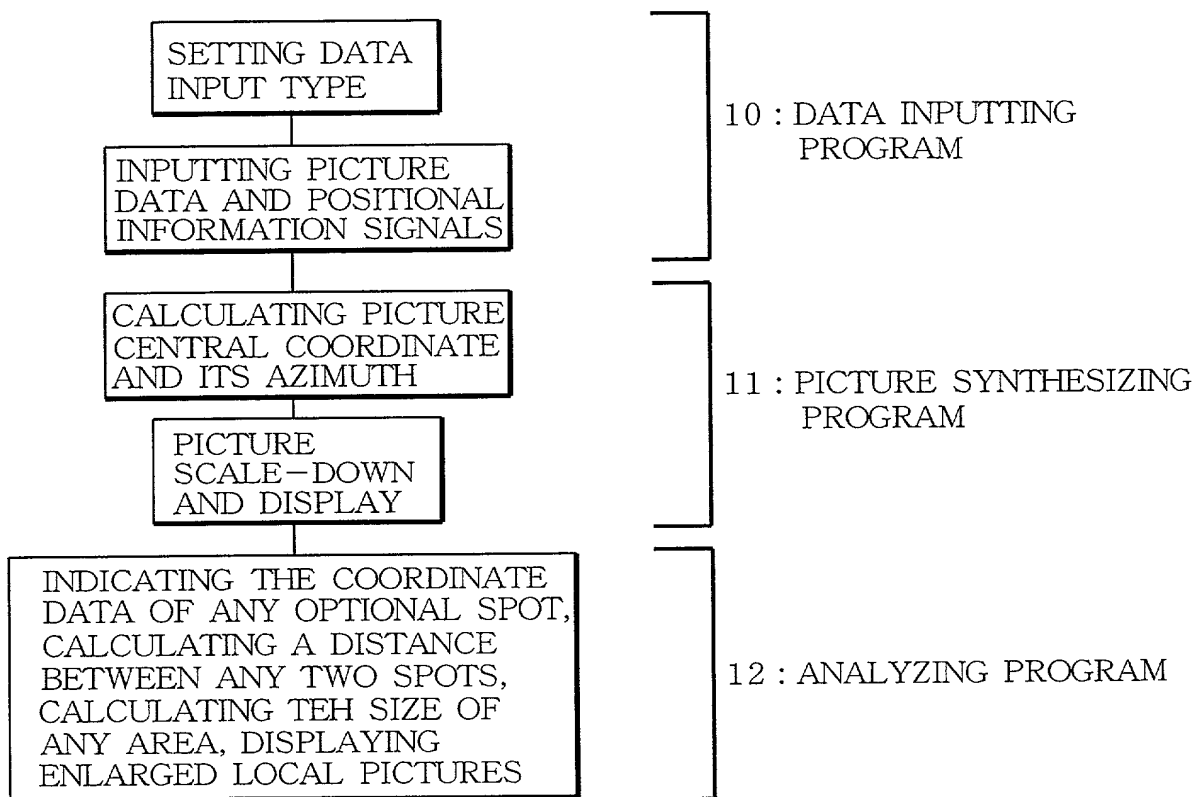 SETTING DATA
INPUT TYPE
INPUTTING PICTURE
DATA AND POSITIONAL
INFORMATION SIGNALS
10 : DATA INPUTTING
PROGRAM
CALCULATING PICTURE
CENTRAL COORDINATE
AND ITS AZIMUTH
PICTURE
SCALE-DOWN
AND DISPLAY
11 : PICTURE SYNTHESIZING
PROGRAM
INDICATING THE COORDINATE
DATA OF ANY OPTIONAL SPOT,
CALCULATING A DISTANCE
BETWEEN ANY TWO SPOTS,
CALCULATING TEH SIZE OF
ANY AREA, DISPLAYING
ENLARGED LOCAL PICTURES
12 : ANALYZING PROGRAM